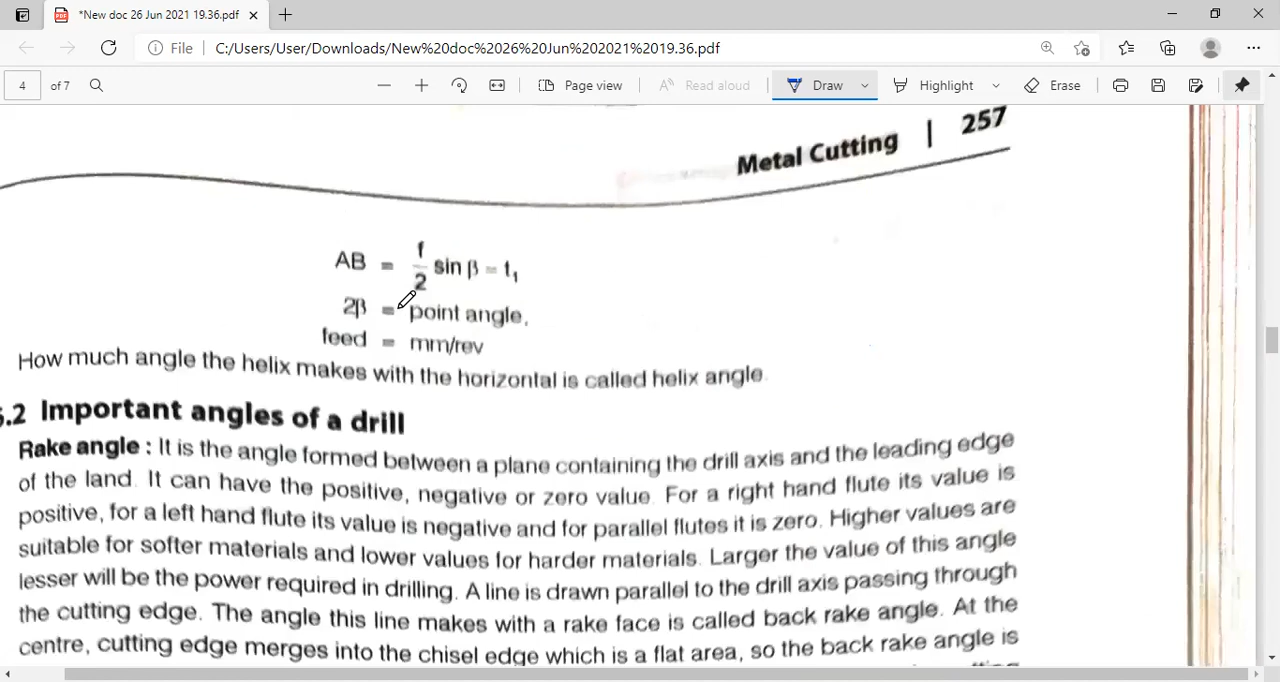 *New doc 26 Jun 2021 19.36.pdf
File | C:/Users/User/Downloads/New%20doc%2026%20Jun%202021%2019.36.pdf
4 of 7 Page view Read aloud Draw Highlight Erase
Metal Cutting | 257
AB = f/2 sin β = t₁
2β = point angle,
feed = mm/rev
How much angle the helix makes with the horizontal is called helix angle.
.2 Important angles of a drill
Rake angle : It is the angle formed between a plane containing the drill axis and the leading edge
of the land. It can have the positive, negative or zero value. For a right hand flute its value is
positive, for a left hand flute its value is negative and for parallel flutes it is zero. Higher values are
suitable for softer materials and lower values for harder materials. Larger the value of this angle
lesser will be the power required in drilling. A line is drawn parallel to the drill axis passing through
the cutting edge. The angle this line makes with a rake face is called back rake angle. At the
centre, cutting edge merges into the chisel edge which is a flat area, so the back rake angle is